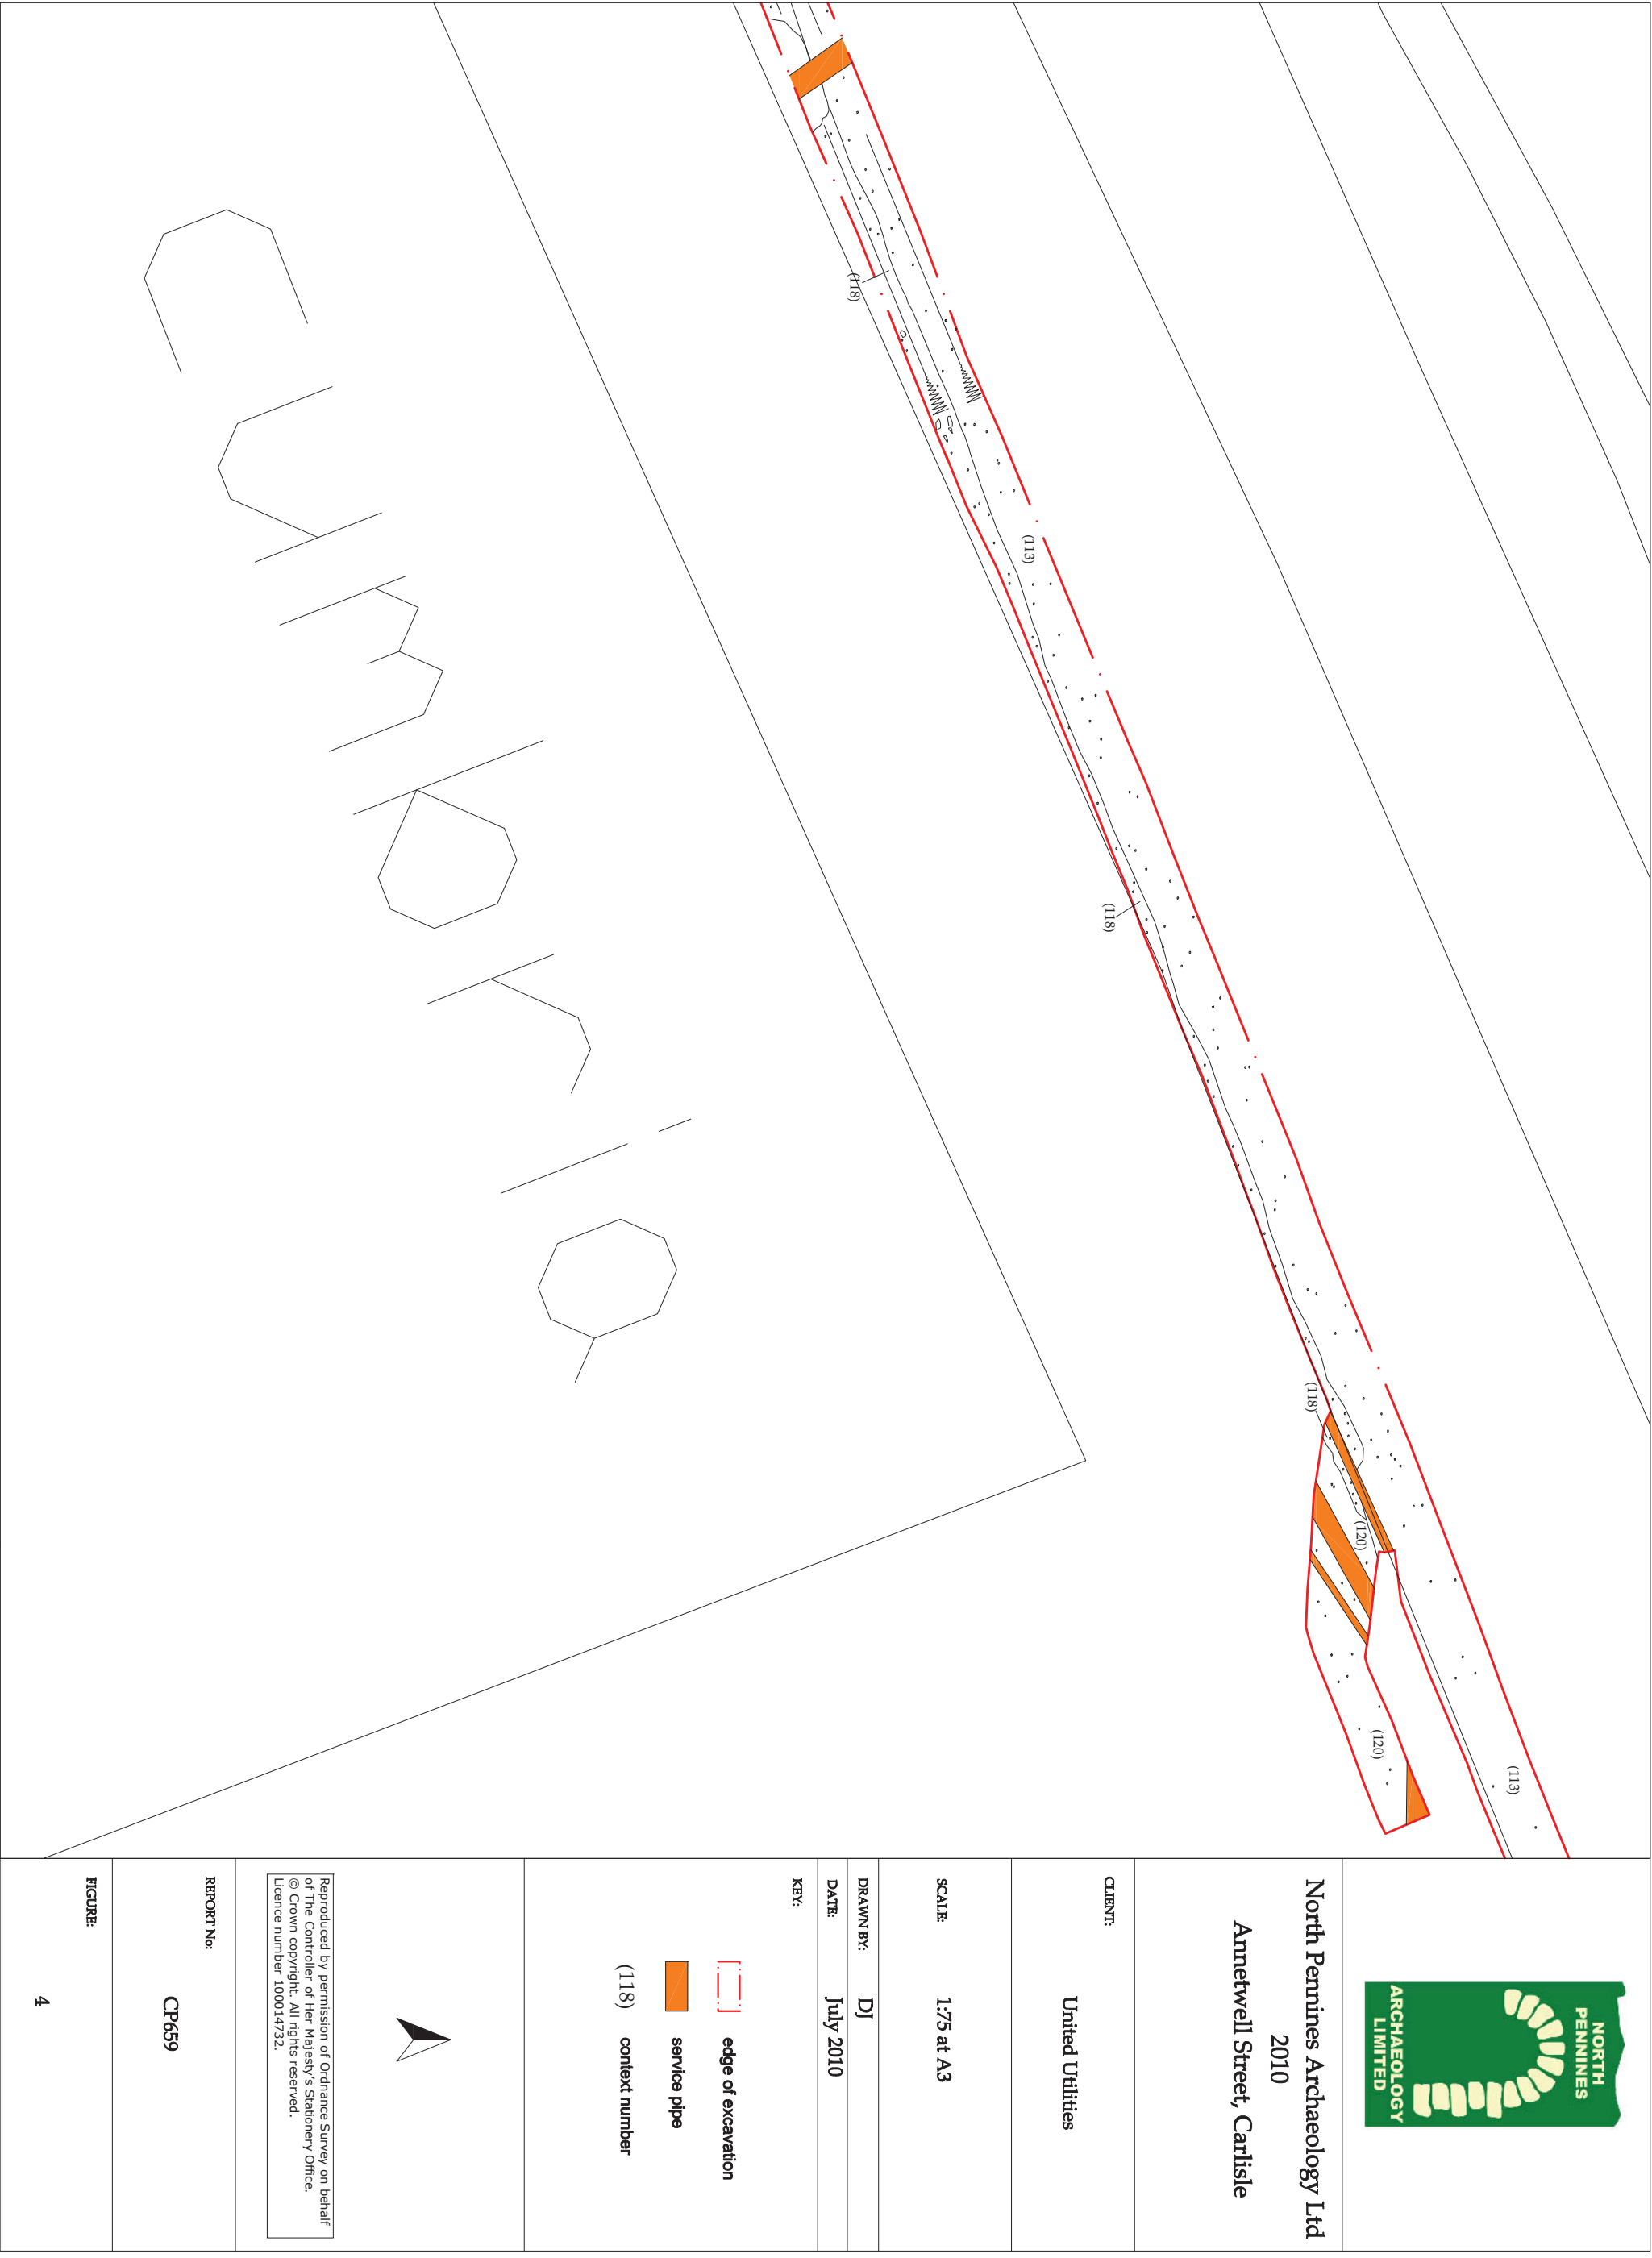 (118)
(113)
(118)
(118)
(120)
(120)
(113)
Cumbria
NORTH
PENNINES
ARCHAEOLOGY
LIMITED
North Pennines Archaeology Ltd
2010
Annetwell Street, Carlisle
CLIENT:
United Utilities
SCALE: 1:75 at A3
DRAWN BY: DJ
DATE: July 2010
KEY:
edge of excavation
service pipe
(118) context number
Reproduced by permission of Ordnance Survey on behalf
of The Controller of Her Majesty's Stationery Office.
© Crown copyright. All rights reserved.
Licence number 100014732.
REPORT No:
CP659
FIGURE:
4